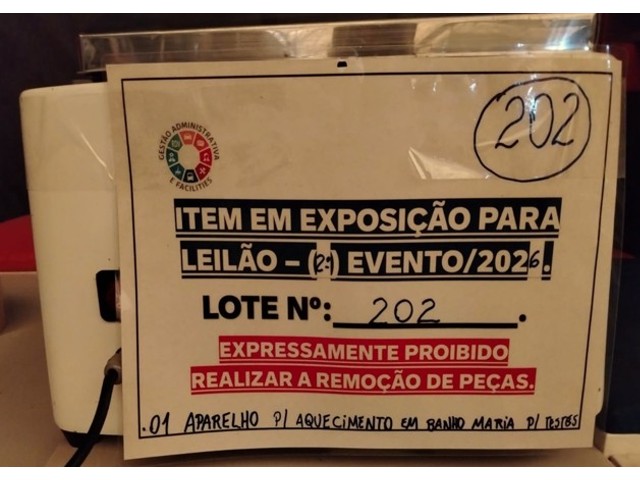 202
GESTÃO ADMINISTRATIVA
E FACILITIES
ITEM EM EXPOSIÇÃO PARA
LEILÃO – (2º) EVENTO/2026.
LOTE Nº: 202.
EXPRESSAMENTE PROIBIDO
REALIZAR A REMOÇÃO DE PEÇAS.
.01 APARELHO P/ AQUECIMENTO EM BANHO MARIA P/ TESTES